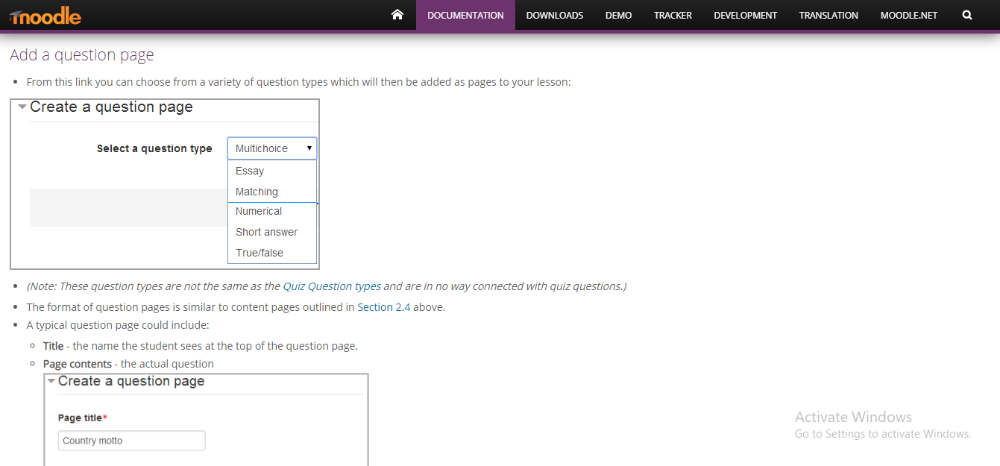 moodle
DOCUMENTATION DOWNLOADS DEMO TRACKER DEVELOPMENT TRANSLATION MOODLE.NET
Add a question page
• From this link you can choose from a variety of question types which will then be added as pages to your lesson:
Create a question page
Select a question type Multichoice
Essay
Matching
Numerical
Short answer
True/false
• (Note: These question types are not the same as the Quiz Question types and are in no way connected with quiz questions.)
• The format of question pages is similar to content pages outlined in Section 2.4 above.
• A typical question page could include:
Title - the name the student sees at the top of the question page.
Page contents - the actual question
Create a question page
Page title*
Country motto
Activate Windows
Go to Settings to activate Windows.